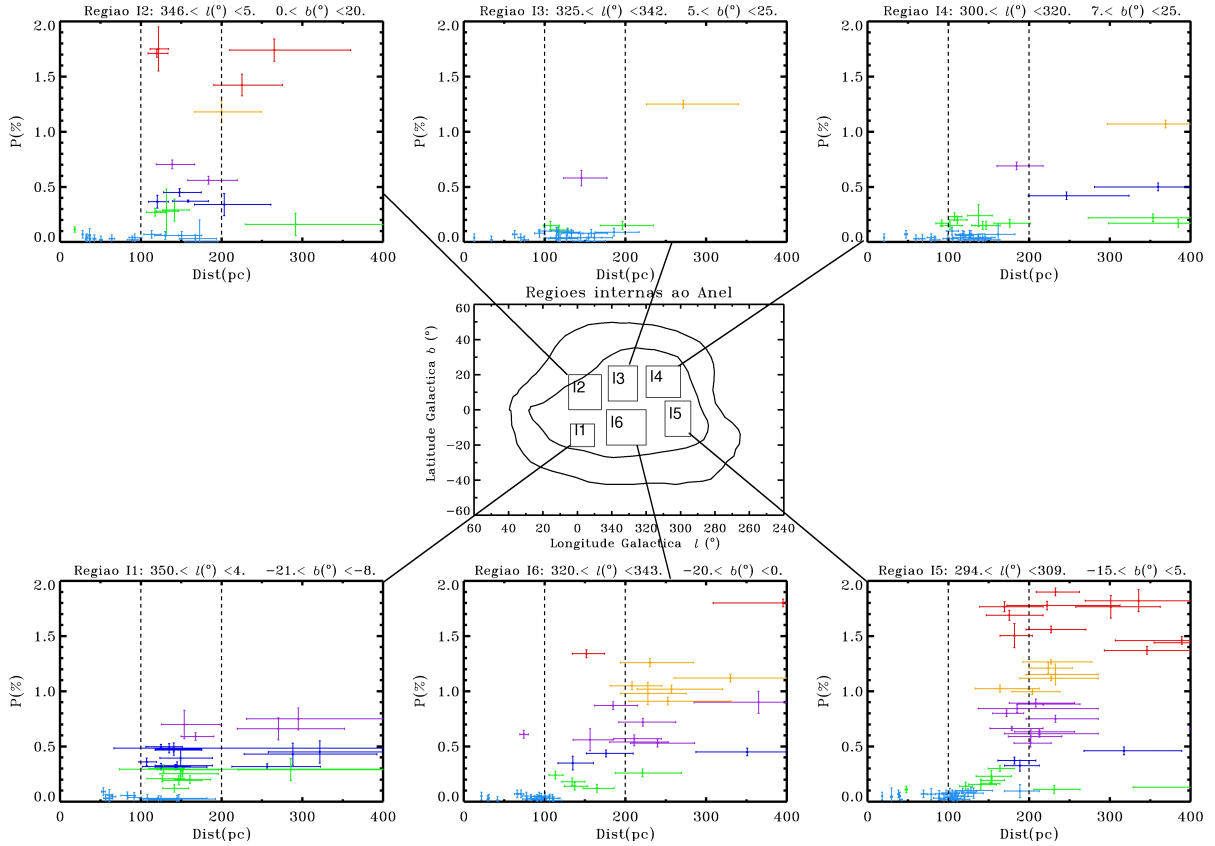 Regiao I2: 346.< l(°) <5. 0.< b(°) <20.
2.0
1.5
1.0
0.5
0.0
P(%)
0 100 200 300 400
Dist(pc)
Regiao I3: 325.< l(°) <342. 5.< b(°) <25.
2.0
1.5
1.0
0.5
0.0
P(%)
0 100 200 300 400
Dist(pc)
Regiao I4: 300.< l(°) <320. 7.< b(°) <25.
2.0
1.5
1.0
0.5
0.0
P(%)
0 100 200 300 400
Dist(pc)
Regioes internas ao Anel
60
40
20
0
−20
−40
−60
Latitude Galactica b (°)
I2
I3
I4
I1
I6
I5
60 40 20 0 340 320 300 280 260 240
Longitude Galactica l (°)
Regiao I1: 350.< l(°) <4. −21.< b(°) <−8.
2.0
1.5
1.0
0.5
0.0
P(%)
0 100 200 300 400
Dist(pc)
Regiao I6: 320.< l(°) <343. −20.< b(°) <0.
2.0
1.5
1.0
0.5
0.0
P(%)
0 100 200 300 400
Dist(pc)
Regiao I5: 294.< l(°) <309. −15.< b(°) <5.
2.0
1.5
1.0
0.5
0.0
P(%)
0 100 200 300 400
Dist(pc)